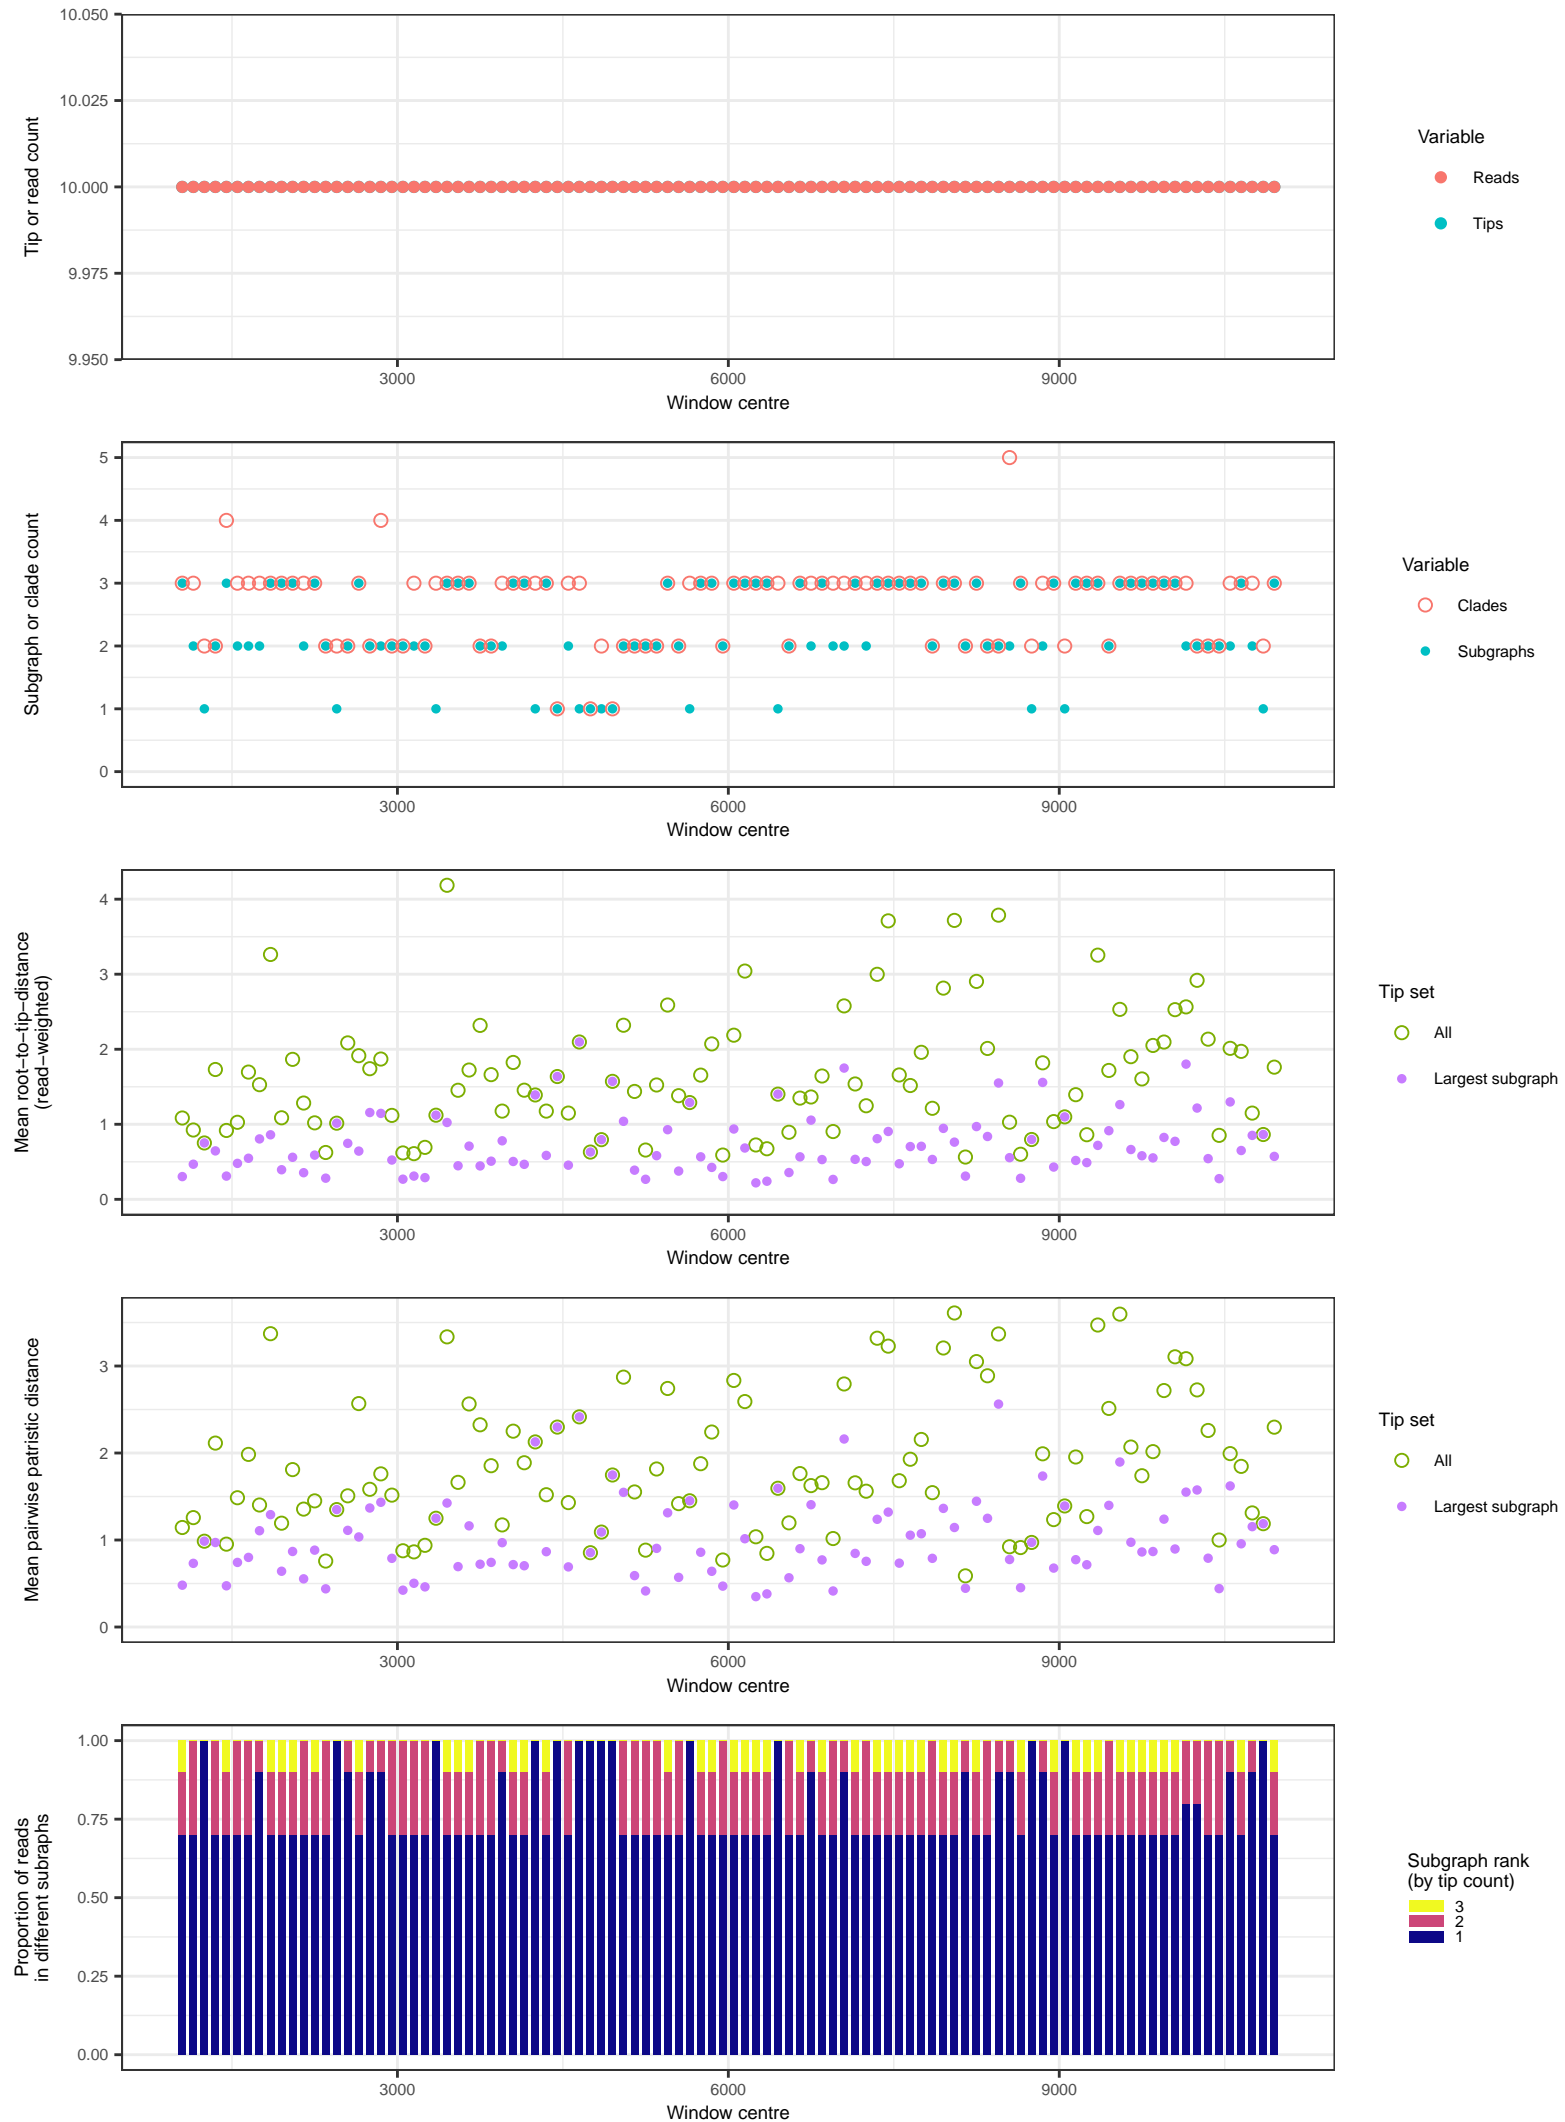 10.050
10.025
10.000
9.975
9.950
Tip or read count
3000 6000 9000
Window centre
Variable
Reads
Tips
5
4
3
2
1
0
Subgraph or clade count
3000 6000 9000
Window centre
Variable
Clades
Subgraphs
4
3
2
1
0
Mean root−to−tip−distance
(read−weighted)
3000 6000 9000
Window centre
Tip set
All
Largest subgraph
3
2
1
0
Mean pairwise patristic distance
3000 6000 9000
Window centre
Tip set
All
Largest subgraph
1.00
0.75
0.50
0.25
0.00
Proportion of reads
in different subraphs
3000 6000 9000
Window centre
Subgraph rank
(by tip count)
3
2
1